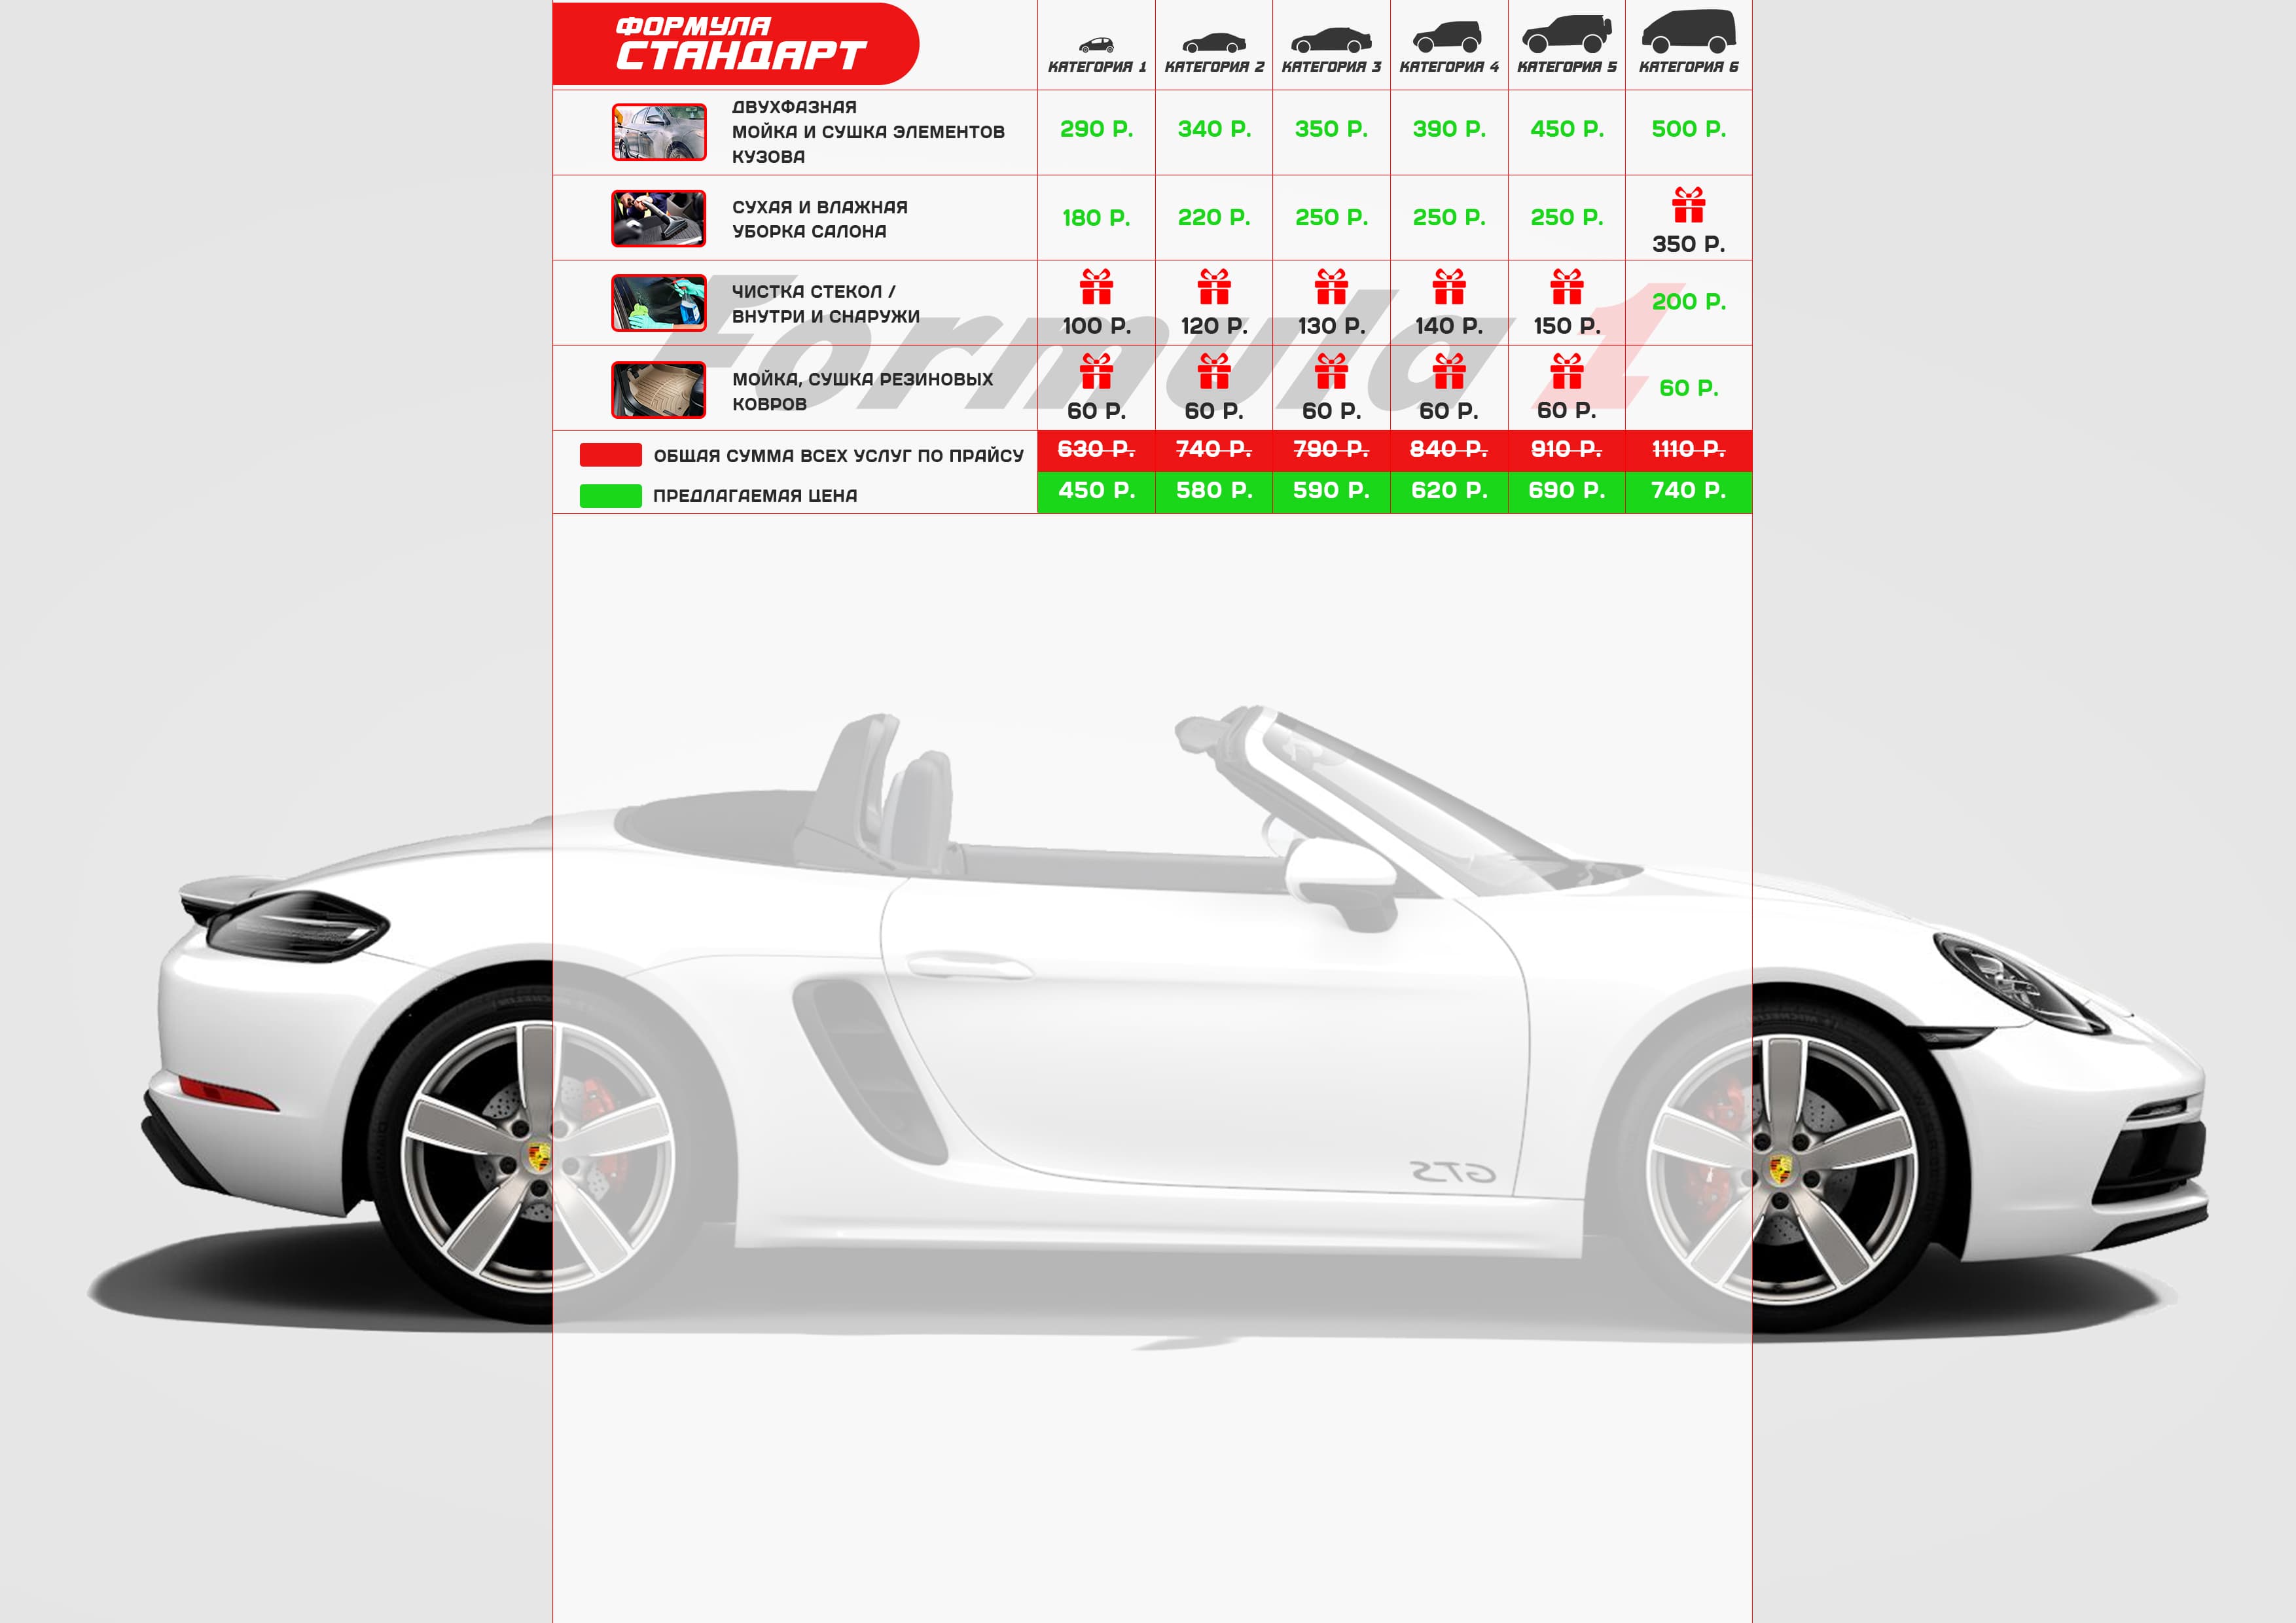 ФОРМУЛА
СТАНДАРТ
КАТЕГОРИЯ 1 КАТЕГОРИЯ 2 КАТЕГОРИЯ 3 КАТЕГОРИЯ 4 КАТЕГОРИЯ 5 КАТЕГОРИЯ 6
ДВУХФАЗНАЯ
МОЙКА И СУШКА ЭЛЕМЕНТОВ
КУЗОВА
290 Р. 340 Р. 350 Р. 390 Р. 450 Р. 500 Р.
СУХАЯ И ВЛАЖНАЯ
УБОРКА САЛОНА
180 Р. 220 Р. 250 Р. 250 Р. 250 Р. 350 Р.
ЧИСТКА СТЕКОЛ /
ВНУТРИ И СНАРУЖИ
100 Р. 120 Р. 130 Р. 140 Р. 150 Р. 200 Р.
Formula 1
МОЙКА, СУШКА РЕЗИНОВЫХ
КОВРОВ
60 Р. 60 Р. 60 Р. 60 Р. 60 Р. 60 Р.
ОБЩАЯ СУММА ВСЕХ УСЛУГ ПО ПРАЙСУ
630 Р. 740 Р. 790 Р. 840 Р. 910 Р. 1110 Р.
ПРЕДЛАГАЕМАЯ ЦЕНА
450 Р. 580 Р. 590 Р. 620 Р. 690 Р. 740 Р.
GTS